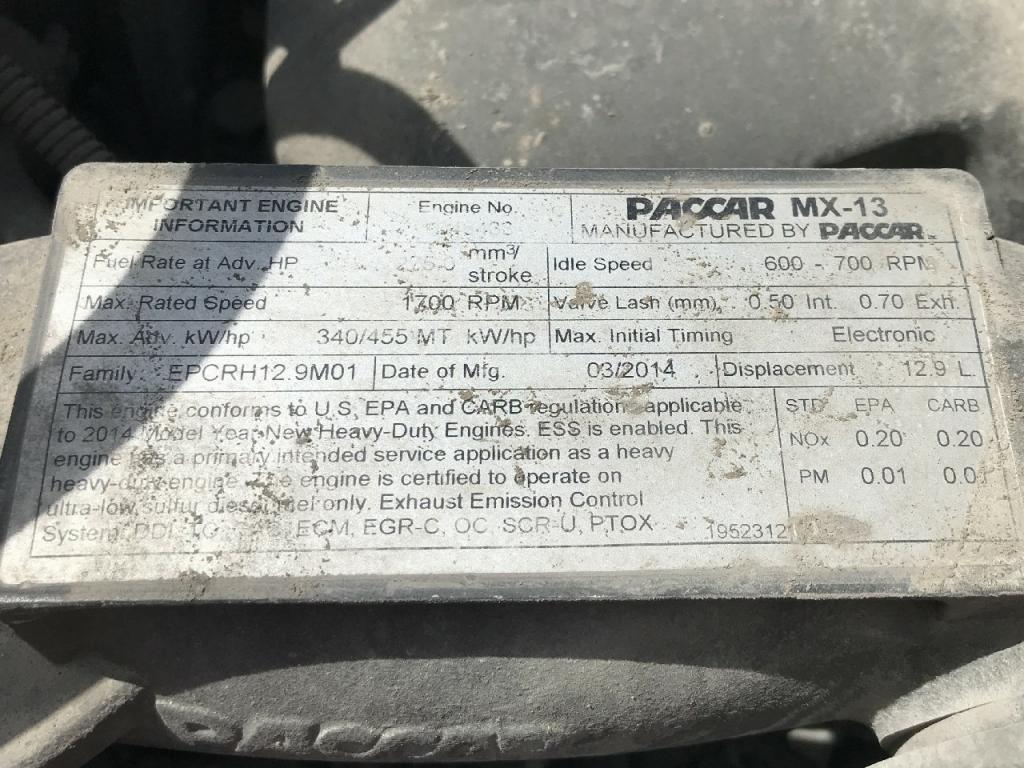 IMPORTANT ENGINE INFORMATION
Engine No.
PACCAR MX-13
MANUFACTURED BY PACCAR
Fuel Rate at Adv. HP mm³/stroke
Idle Speed 600 - 700 RPM
Max. Rated Speed 1700 RPM
Valve Lash (mm) 0.50 Int. 0.70 Exh.
Max. Adv. kW/hp 340/455 MT kW/hp
Max. Initial Timing Electronic
Family: EPCRH12.9M01
Date of Mfg. 03/2014
Displacement 12.9 L
This engine conforms to U.S. EPA and CARB regulations applicable
to 2014 Model Year New Heavy-Duty Engines. ESS is enabled. This
engine has a primary intended service application as a heavy
heavy-duty engine. engine is certified to operate on
ultra-low sulfur diesel fuel only. Exhaust Emission Control
System: DDI, TC ECM, EGR-C, OC, SCR-U, PTOX
1952312
STD EPA CARB
NOx 0.20 0.20
PM 0.01 0.01
PACCAR